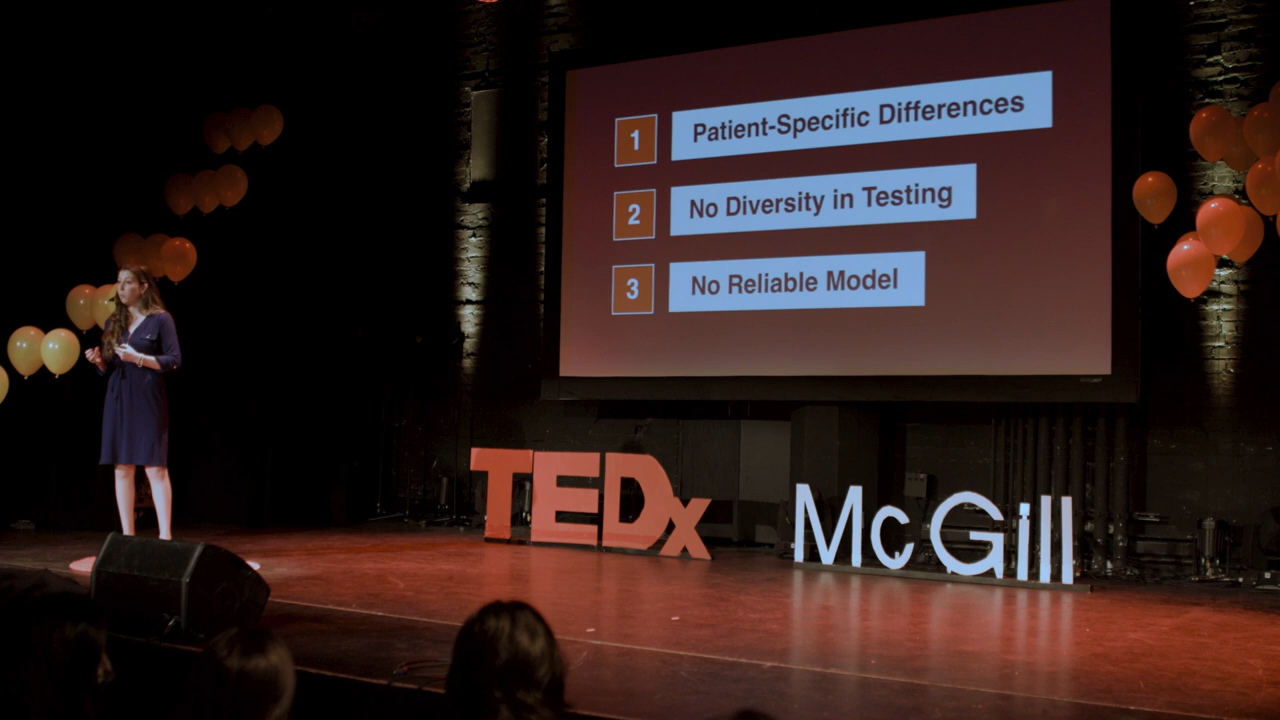 1 Patient-Specific Differences
2 No Diversity in Testing
3 No Reliable Model
TEDx
McGill